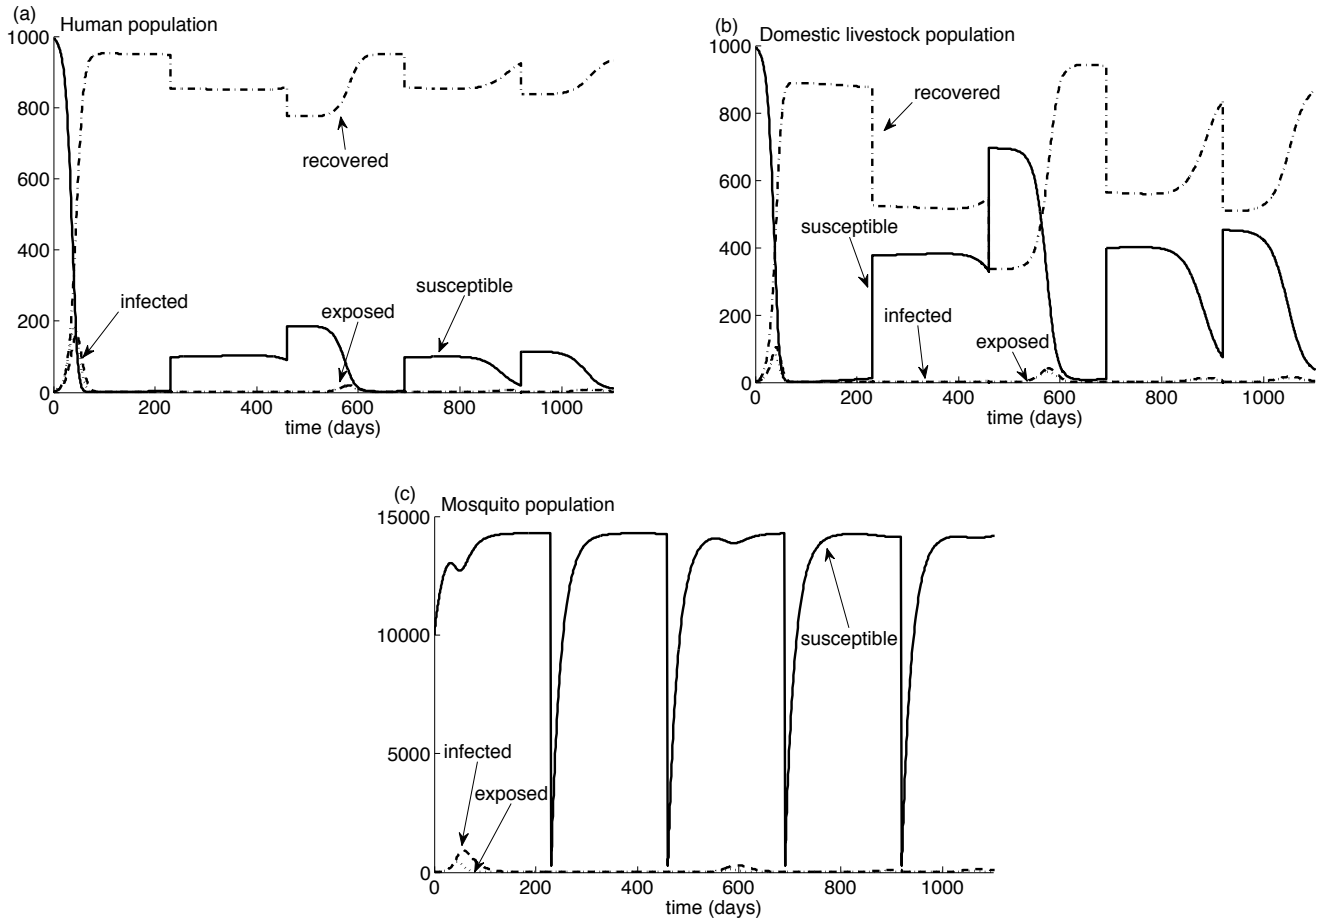 (a)
Human population
1000
800
600
400
200
0
recovered
infected
exposed
susceptible
0 200 400 600 800 1000
time (days)
(b)
Domestic livestock population
1000
800
600
400
200
0
recovered
susceptible
infected
exposed
0 200 400 600 800 1000
time (days)
(c)
Mosquito population
15000
10000
5000
0
susceptible
infected
exposed
0 200 400 600 800 1000
time (days)